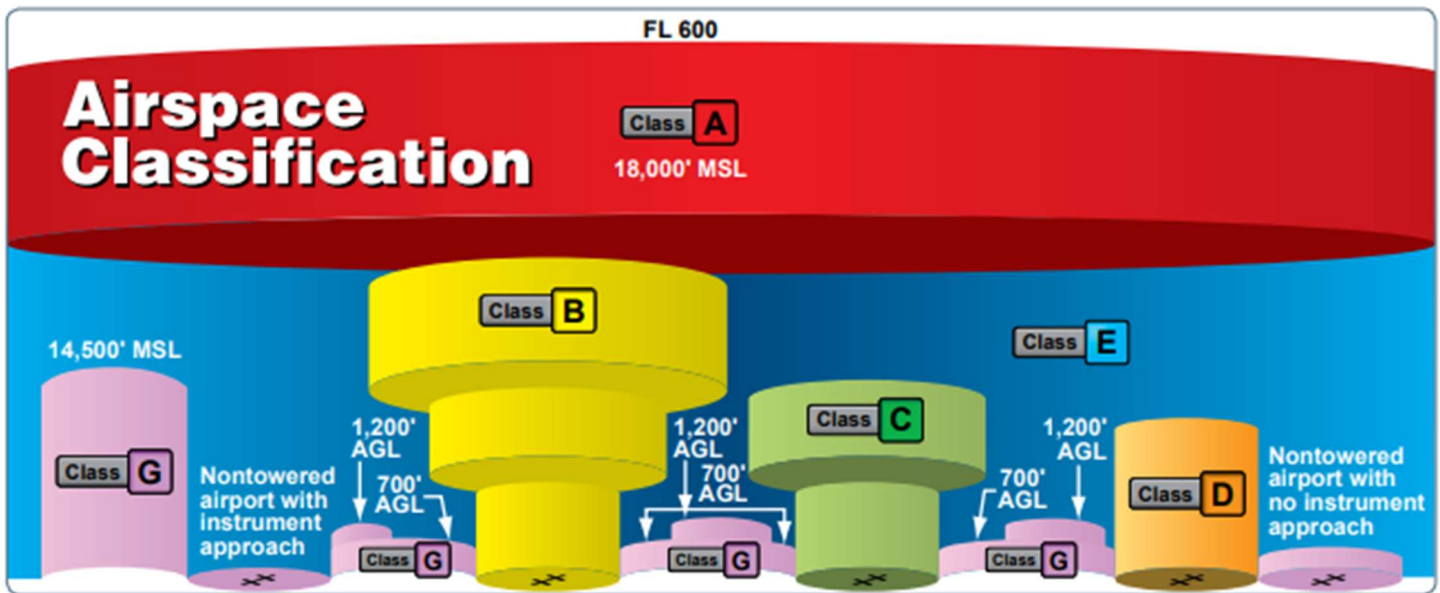 FL 600
Airspace
Classification
Class A
18,000' MSL
Class B
Class E
14,500' MSL
Class C
1,200'
AGL
1,200'
AGL
1,200'
AGL
Class G
Nontowered
airport with
instrument
approach
700'
AGL
700'
AGL
700'
AGL
Class D
Nontowered
airport with
no instrument
approach
Class G
Class G
Class G